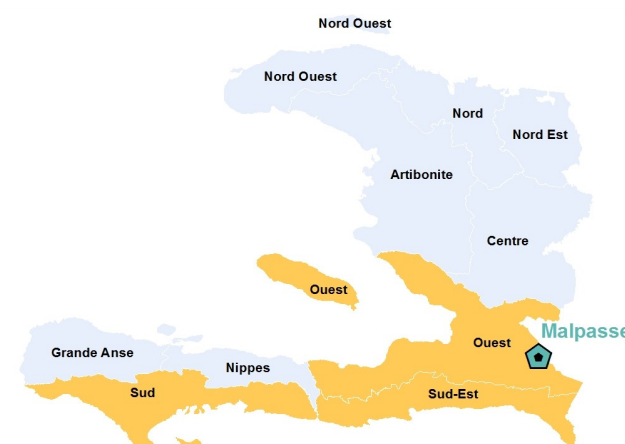 Nord Ouest
Nord Ouest
Nord
Nord Est
Artibonite
Centre
Ouest
Malpasse
Ouest
Grande Anse
Nippes
Sud
Sud-Est